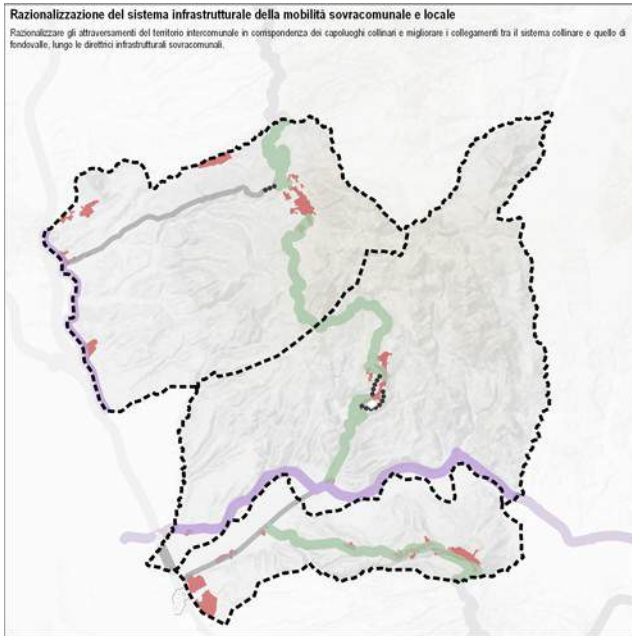 Razionalizzazione del sistema infrastrutturale della mobilità sovracomunale e locale
Razionalizzare gli attraversamenti del territorio intercomunale in corrispondenza dei capoluoghi collinari e migliorare i collegamenti tra il sistema collinare e quello di
fondovalle, lungo le direttrici infrastrutturali sovracomunali.